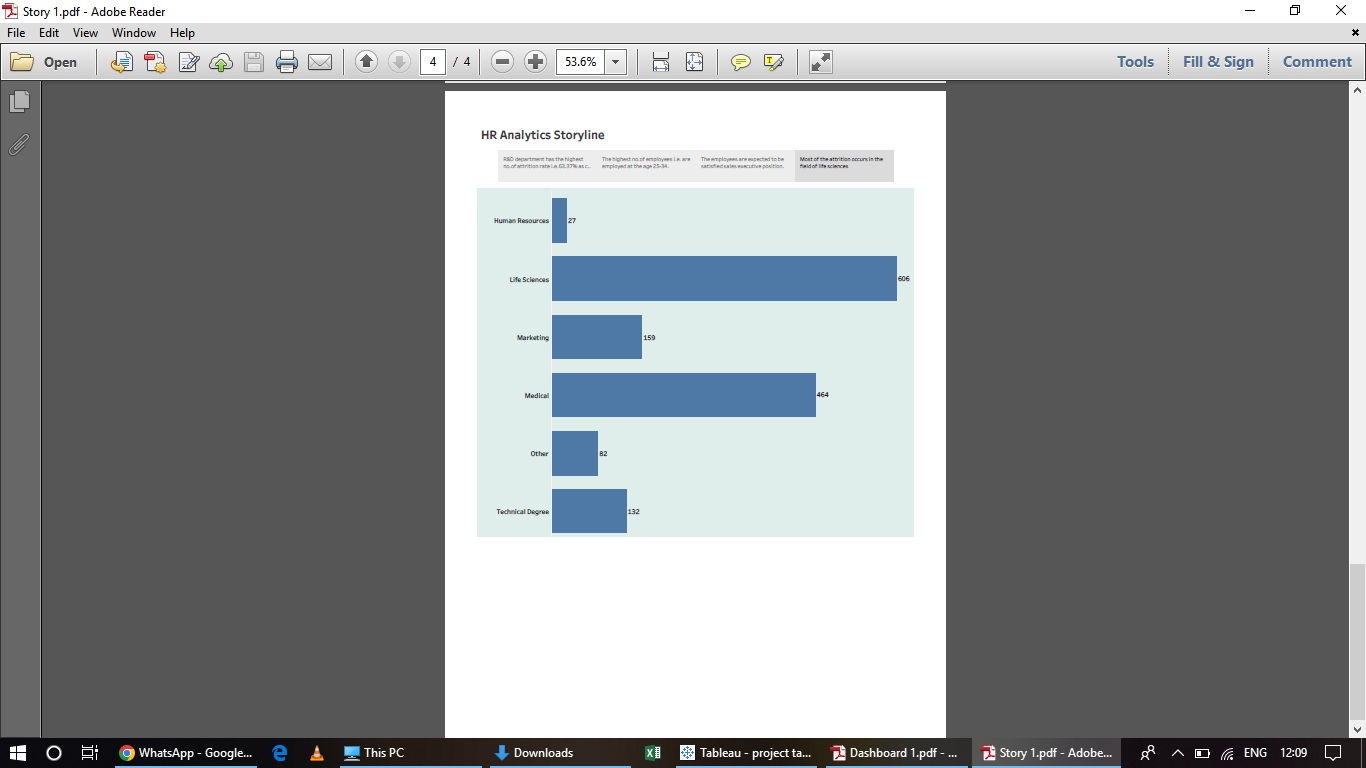 Story 1.pdf - Adobe Reader
File Edit View Window Help
Open 4 / 4 53.6% Tools Fill & Sign Comment
HR Analytics Storyline
R&D department has the highest
no.of attrition rate i.e.63.37% as c..
The highest no.of employees i.e. are
employed at the age 25-34.
The employees are expected to be
satisfied sales executive position.
Most of the attrition occurs in the
field of life sciences
Human Resources 27
Life Sciences 606
Marketing 159
Medical 464
Other 82
Technical Degree 132
WhatsApp - Google... This PC Downloads Tableau - project ta... Dashboard 1.pdf - ... Story 1.pdf - Adobe... ENG 12:09